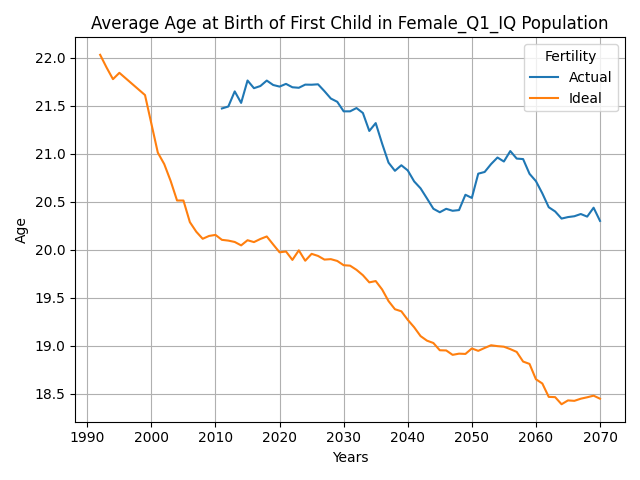 Average Age at Birth of First Child in Female_Q1_IQ Population
Fertility
Actual
Ideal
Age
22.0
21.5
21.0
20.5
20.0
19.5
19.0
18.5
1990 2000 2010 2020 2030 2040 2050 2060 2070
Years